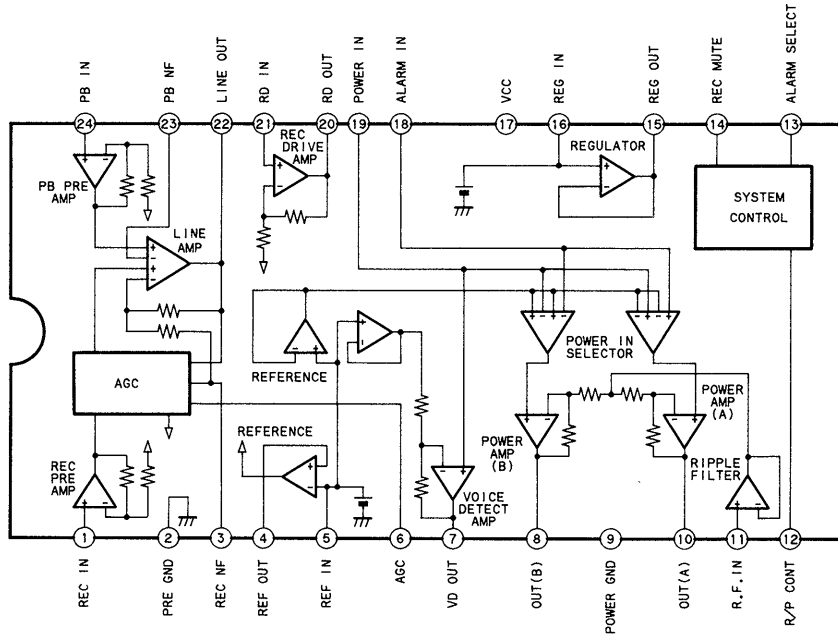 PB IN
PB NF
LINE OUT
RD IN
RD OUT
POWER IN
ALARM IN
VCC
REG IN
REG OUT
REC MUTE
ALARM SELECT
24
23
22
21
20
19
18
17
16
15
14
13
PB PRE
AMP
REC
DRIVE
AMP
REGULATOR
SYSTEM
CONTROL
LINE
AMP
POWER IN
SELECTOR
REFERENCE
AGC
POWER
AMP
(A)
REC
PRE
AMP
REFERENCE
POWER
AMP
(B)
RIPPLE
FILTER
VOICE
DETECT
AMP
1
2
3
4
5
6
7
8
9
10
11
12
REC IN
PRE GND
REC NF
REF OUT
REF IN
AGC
VD OUT
OUT(B)
POWER GND
OUT(A)
R.F.IN
R/P CONT